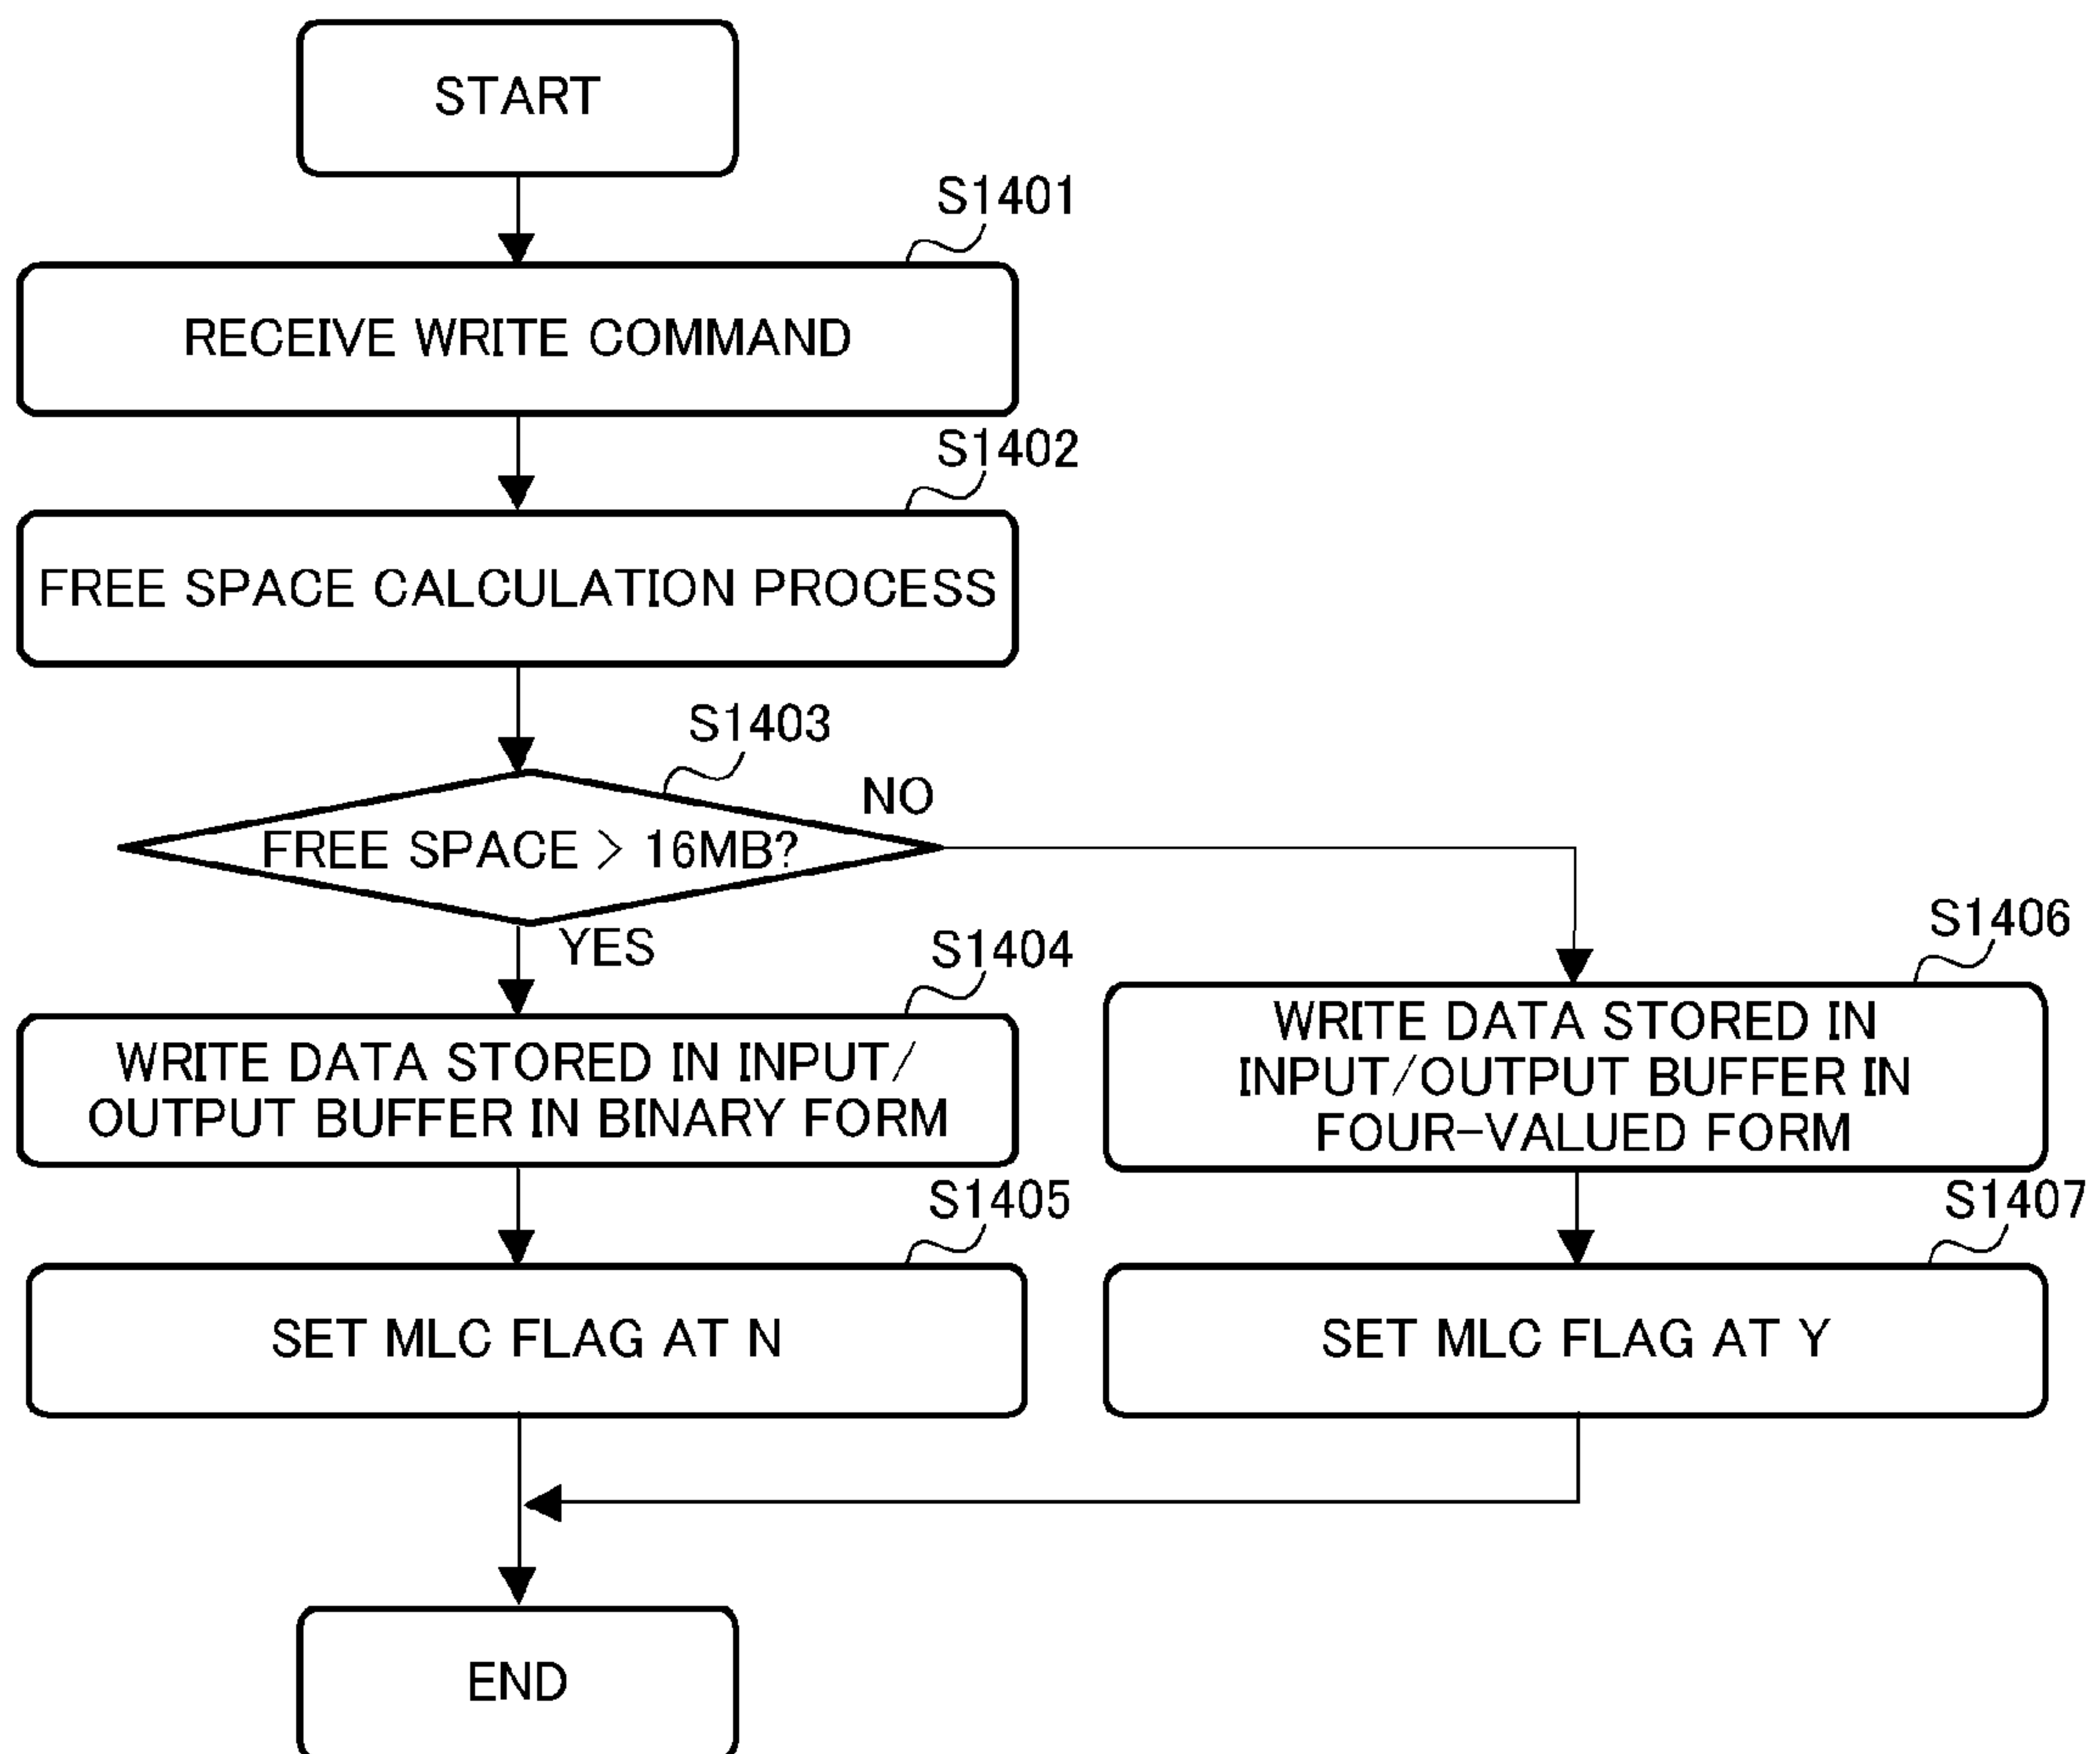 START
S1401
RECEIVE WRITE COMMAND
S1402
FREE SPACE CALCULATION PROCESS
S1403
NO
FREE SPACE > 16MB?
YES
S1404
WRITE DATA STORED IN INPUT/
OUTPUT BUFFER IN BINARY FORM
S1405
SET MLC FLAG AT N
S1406
WRITE DATA STORED IN
INPUT/OUTPUT BUFFER IN
FOUR-VALUED FORM
S1407
SET MLC FLAG AT Y
END